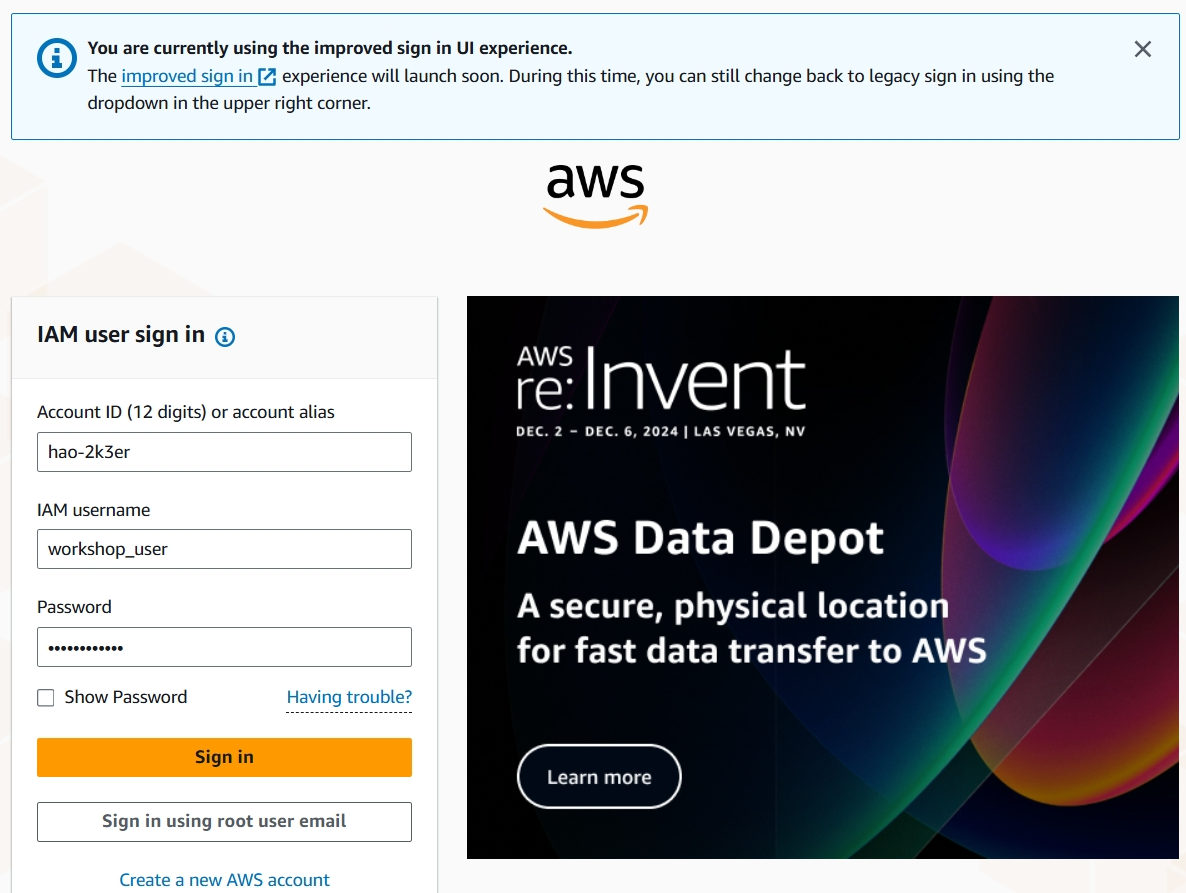 You are currently using the improved sign in UI experience.
The improved sign in experience will launch soon. During this time, you can still change back to legacy sign in using the
dropdown in the upper right corner.
aws
IAM user sign in
Account ID (12 digits) or account alias
hao-2k3er
IAM username
workshop_user
Password
••••••••••••
Show Password
Having trouble?
Sign in
Sign in using root user email
Create a new AWS account
AWS
re:Invent
DEC. 2 – DEC. 6, 2024 | LAS VEGAS, NV
AWS Data Depot
A secure, physical location
for fast data transfer to AWS
Learn more